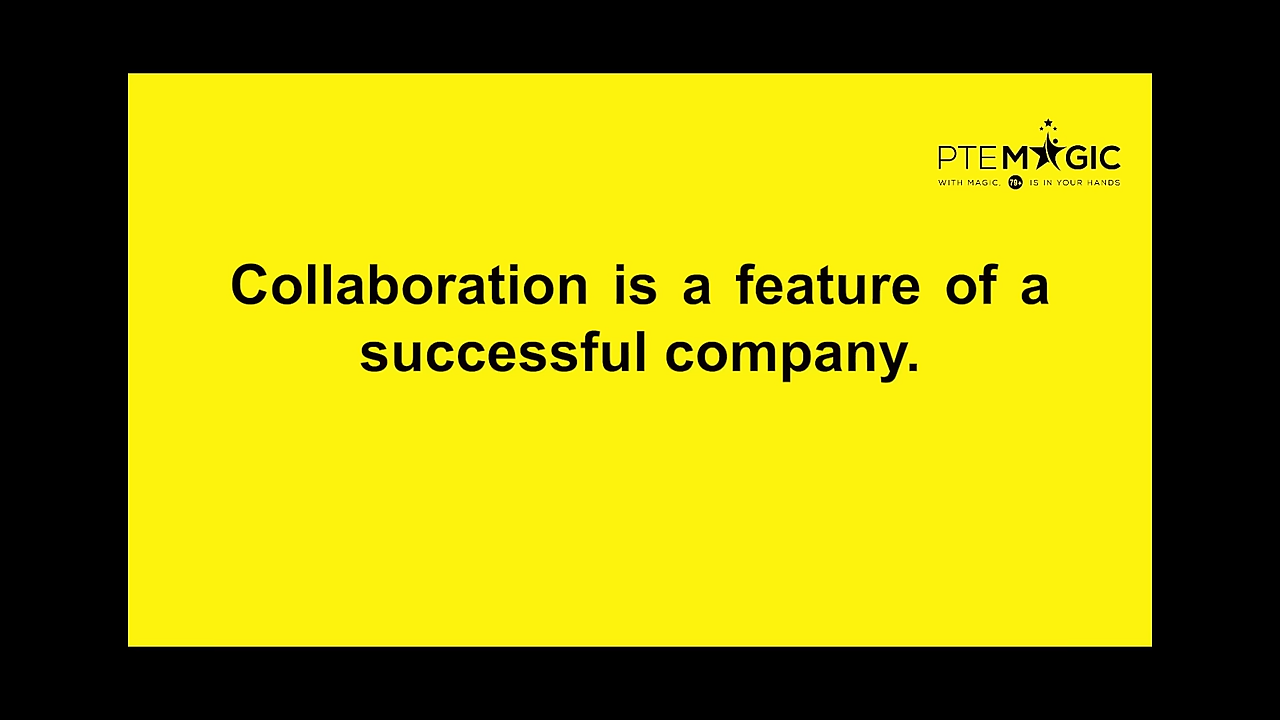 PTEMAGIC
WITH MAGIC, 79+ IS IN YOUR HANDS
Collaboration is a feature of a
successful company.